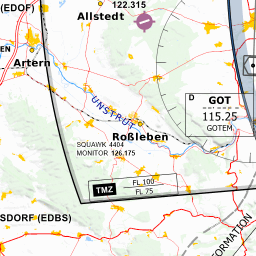 (EDOF)
122.315
Allstedt
Artern
UNSTRUT
D
GOT
115.25
GOTEM
Roßleben
SQUAWK 4404
MONITOR 126.175
TMZ
FL 100
FL 75
SDORF (EDBS)
FORMATION